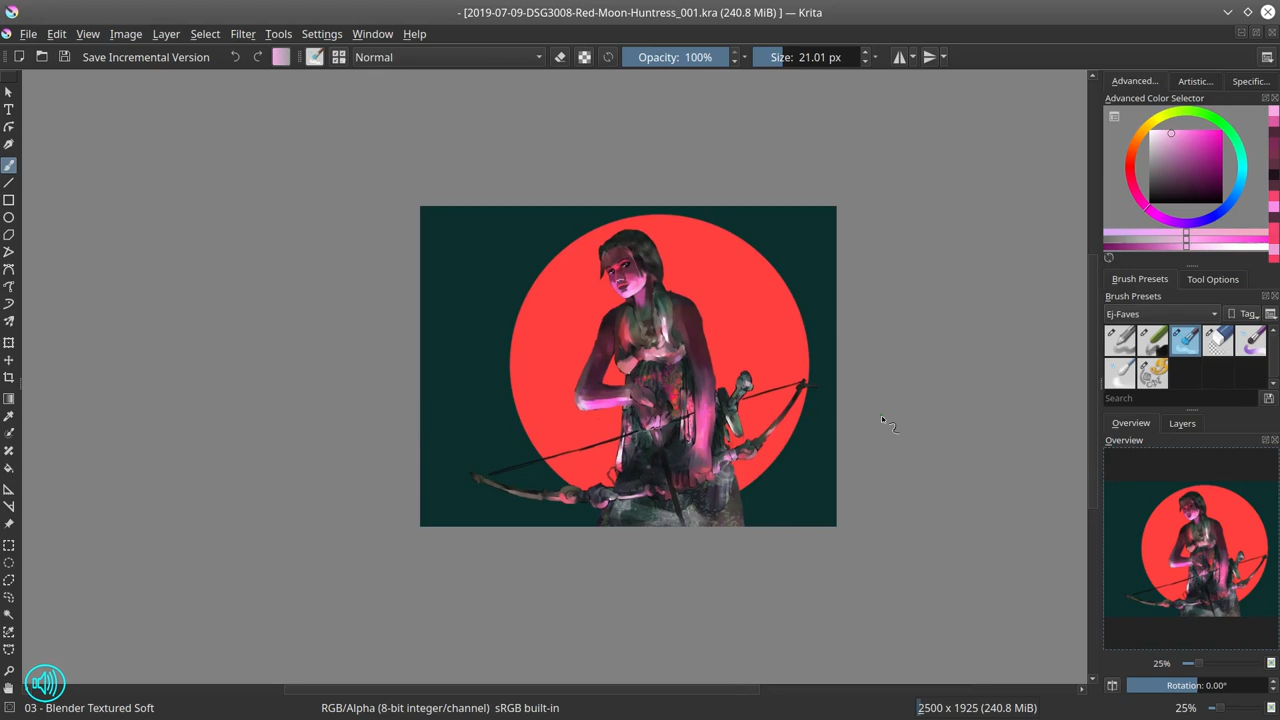 - [2019-07-09-DSG3008-Red-Moon-Huntress_001.kra (240.8 MiB) ] — Krita
File Edit View Image Layer Select Filter Tools Settings Window Help
Save Incremental Version Normal Opacity: 100% Size: 21.01 px
Advanced... Artistic... Specific...
Advanced Color Selector
Brush Presets Tool Options
Brush Presets
Ej-Faves Tag
Search
Overview Layers
Overview
25%
Rotation: 0.00°
03 - Blender Textured Soft RGB/Alpha (8-bit integer/channel) sRGB built-in 2500 x 1925 (240.8 MiB) 25%